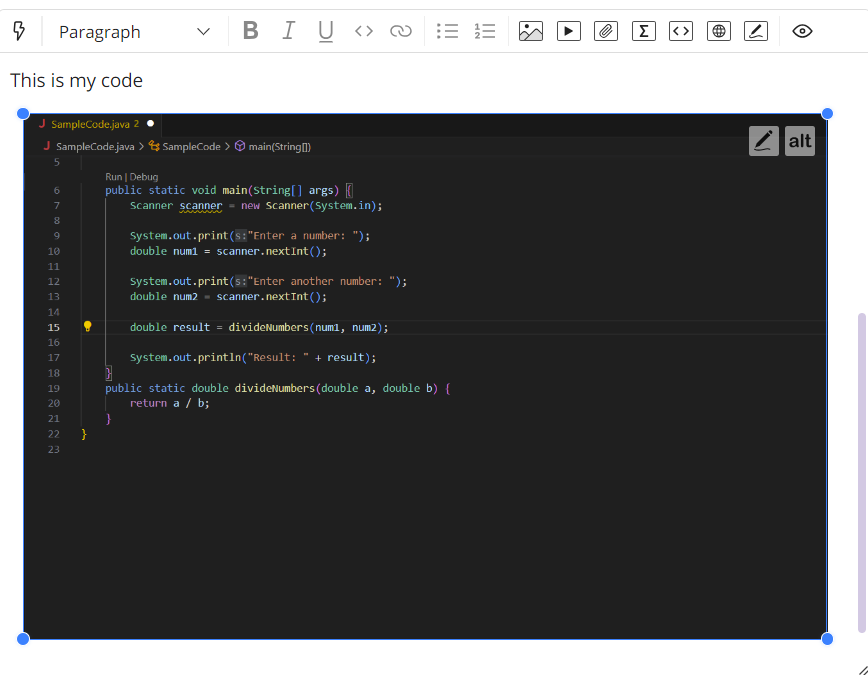 Paragraph B I U
This is my code
J SampleCode.java 2 ●
J SampleCode.java > SampleCode > main(String[])
alt
5
Run | Debug
6 public static void main(String[] args) {
7 Scanner scanner = new Scanner(System.in);
8
9 System.out.print(s:"Enter a number: ");
10 double num1 = scanner.nextInt();
11
12 System.out.print(s:"Enter another number: ");
13 double num2 = scanner.nextInt();
14
15 double result = divideNumbers(num1, num2);
16
17 System.out.println("Result: " + result);
18 }
19 public static double divideNumbers(double a, double b) {
20 return a / b;
21 }
22 }
23